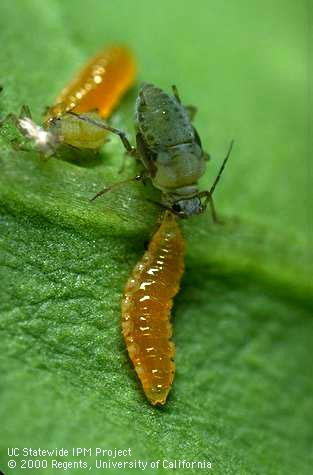 UC Statewide IPM Project
© 2000 Regents, University of California